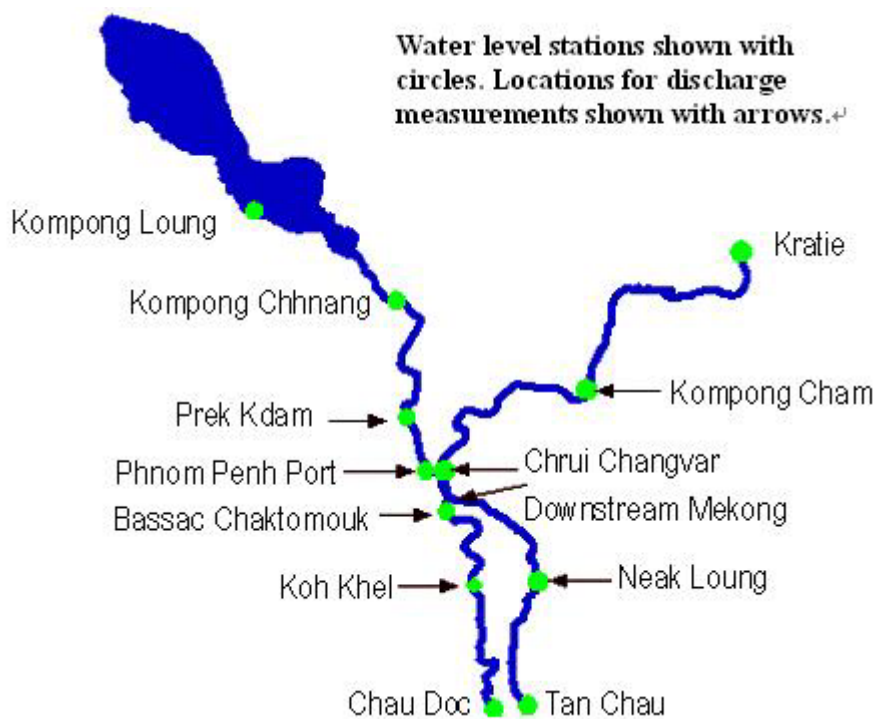 Water level stations shown with
circles. Locations for discharge
measurements shown with arrows.↵
Kompong Loung
Kratie
Kompong Chhnang
Kompong Cham
Prek Kdam
Phnom Penh Port
Chrui Changvar
Bassac Chaktomouk
Downstream Mekong
Koh Khel
Neak Loung
Chau Doc
Tan Chau